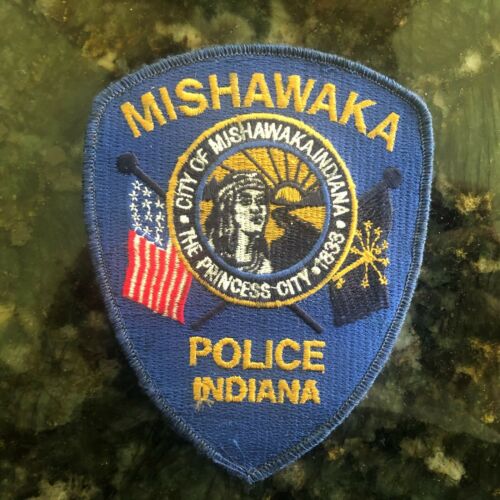 MISHAWAKA
• CITY OF MISHAWAKA, INDIANA •
THE PRINCESS CITY • 1833
POLICE
INDIANA